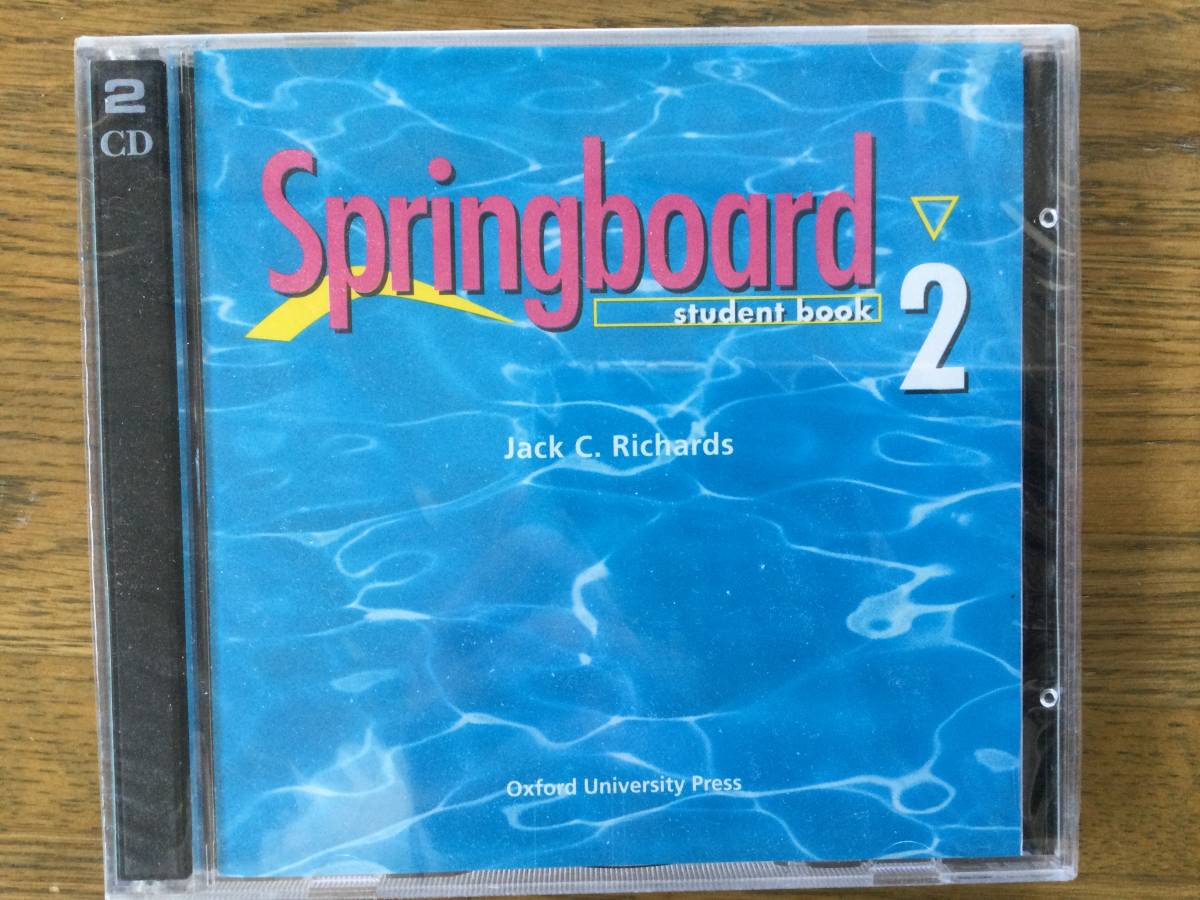 2
CD
Springboard
student book
2
Jack C. Richards
Oxford University Press